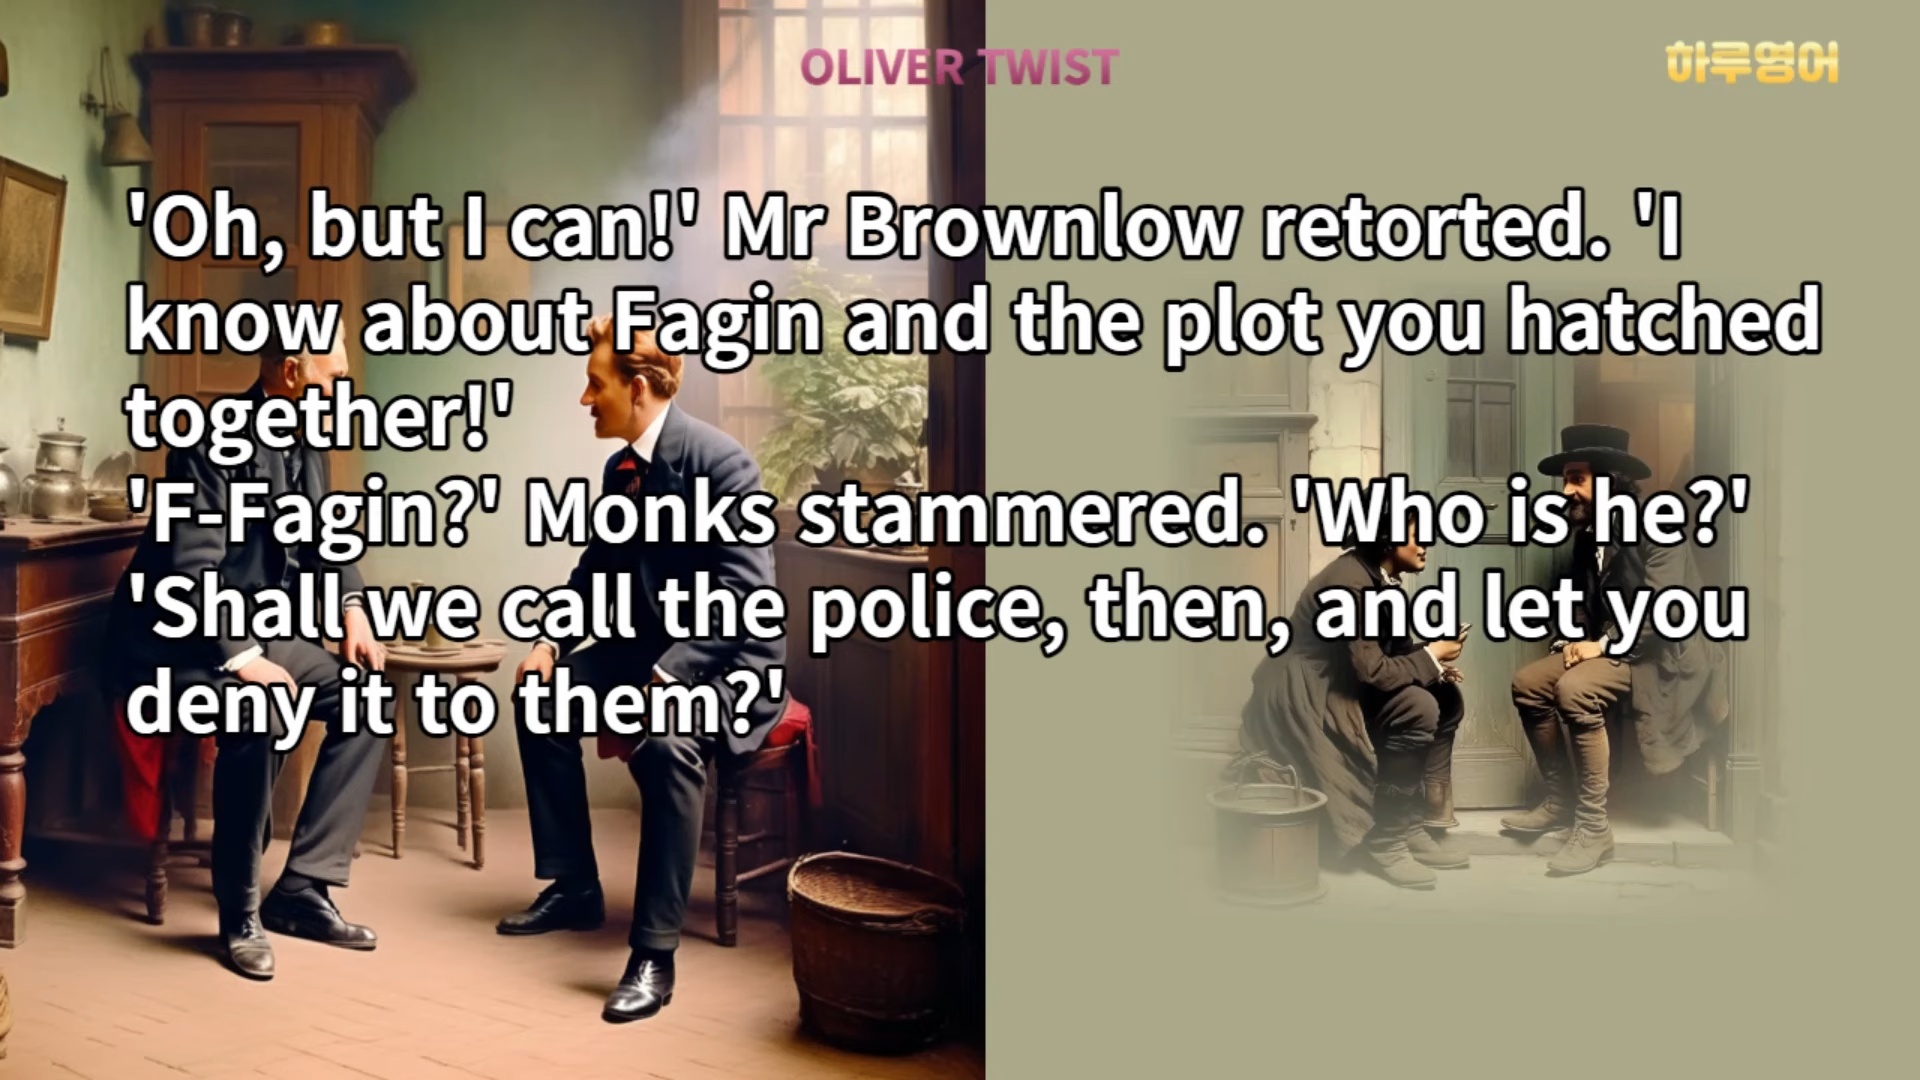 OLIVER TWIST
하루영어
'Oh, but I can!' Mr Brownlow retorted. 'I
know about Fagin and the plot you hatched
together!'
'F-Fagin?' Monks stammered. 'Who is he?'
'Shall we call the police, then, and let you
deny it to them?'